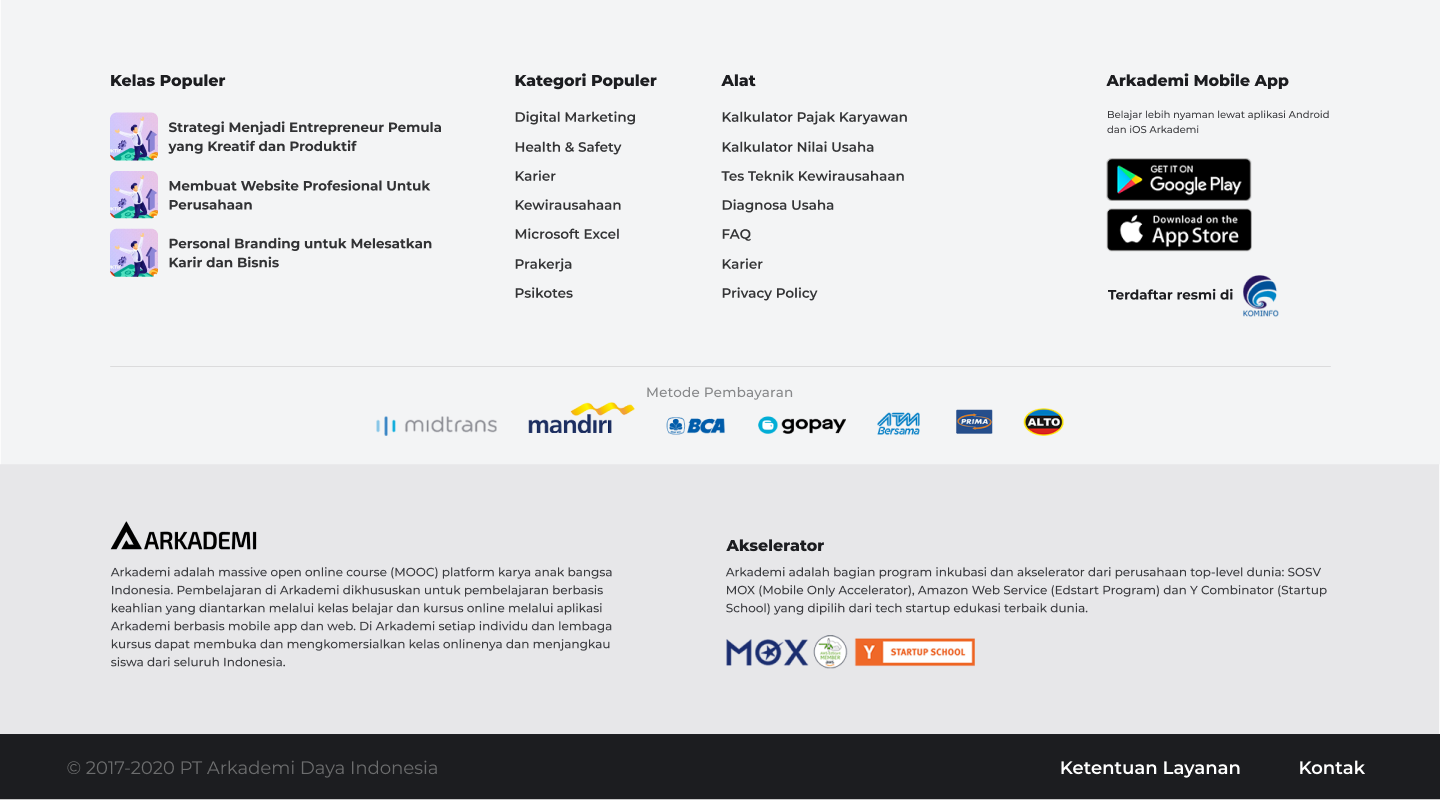 Kelas Populer
Strategi Menjadi Entrepreneur Pemula
yang Kreatif dan Produktif
Membuat Website Profesional Untuk
Perusahaan
Personal Branding untuk Melesatkan
Karir dan Bisnis
Kategori Populer
Digital Marketing
Health & Safety
Karier
Kewirausahaan
Microsoft Excel
Prakerja
Psikotes
Alat
Kalkulator Pajak Karyawan
Kalkulator Nilai Usaha
Tes Teknik Kewirausahaan
Diagnosa Usaha
FAQ
Karier
Privacy Policy
Arkademi Mobile App
Belajar lebih nyaman lewat aplikasi Android
dan iOS Arkademi
GET IT ON
Google Play
Download on the
App Store
Terdaftar resmi di
KOMINFO
Metode Pembayaran
midtrans
mandiri
BCA
gopay
ATM
Bersama
PRIMA
ALTO
ARKADEMI
Arkademi adalah massive open online course (MOOC) platform karya anak bangsa
Indonesia. Pembelajaran di Arkademi dikhususkan untuk pembelajaran berbasis
keahlian yang diantarkan melalui kelas belajar dan kursus online melalui aplikasi
Arkademi berbasis mobile app dan web. Di Arkademi setiap individu dan lembaga
kursus dapat membuka dan mengkomersialkan kelas onlinenya dan menjangkau
siswa dari seluruh Indonesia.
Akselerator
Arkademi adalah bagian program inkubasi dan akselerator dari perusahaan top-level dunia: SOSV
MOX (Mobile Only Accelerator), Amazon Web Service (Edstart Program) dan Y Combinator (Startup
School) yang dipilih dari tech startup edukasi terbaik dunia.
MOX
MEMBER
Y STARTUP SCHOOL
© 2017-2020 PT Arkademi Daya Indonesia
Ketentuan Layanan
Kontak